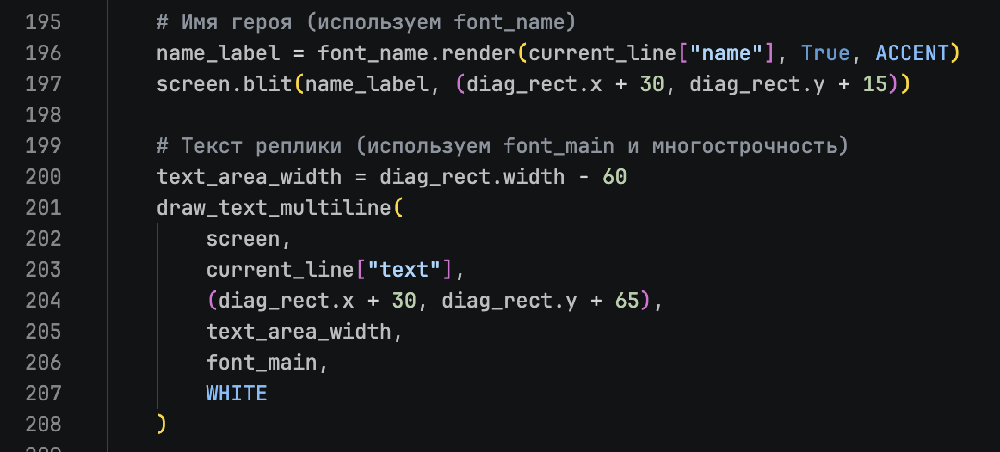 195 # Имя героя (используем font_name)
196 name_label = font_name.render(current_line["name"], True, ACCENT)
197 screen.blit(name_label, (diag_rect.x + 30, diag_rect.y + 15))
198
199 # Текст реплики (используем font_main и многострочность)
200 text_area_width = diag_rect.width - 60
201 draw_text_multiline(
202     screen,
203     current_line["text"],
204     (diag_rect.x + 30, diag_rect.y + 65),
205     text_area_width,
206     font_main,
207     WHITE
208 )